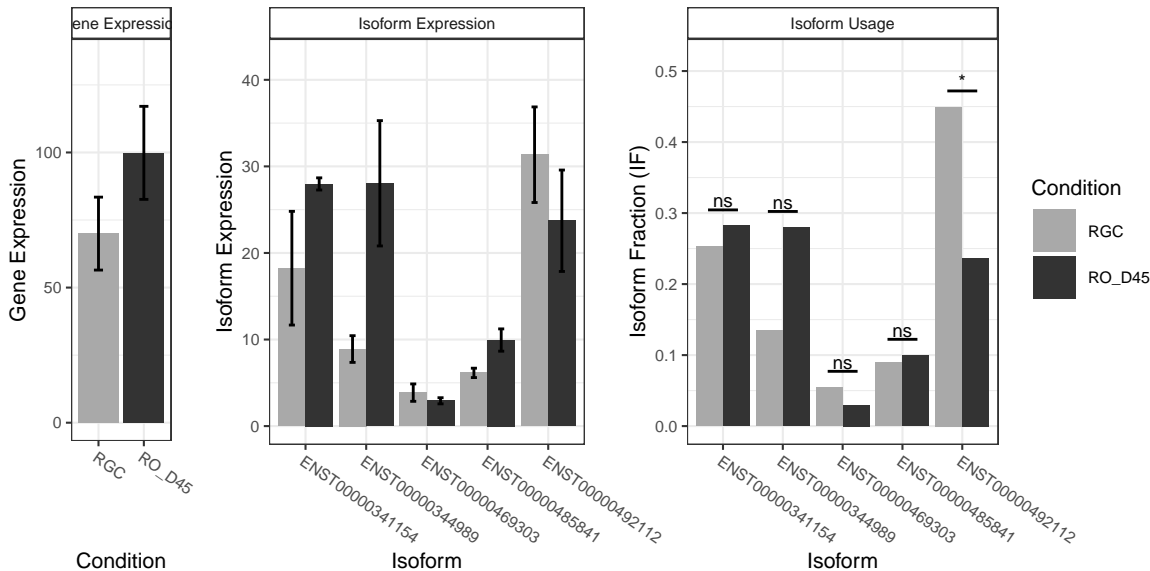 ene Expressio
Gene Expression
100
50
0
RGC
RO_D45
Condition
Isoform Expression
Isoform Expression
40
30
20
10
0
ENST00000341154
ENST00000344989
ENST00000469303
ENST00000485841
ENST00000492112
Isoform
Isoform Usage
Isoform Fraction (IF)
0.5
0.4
0.3
0.2
0.1
0.0
ns
ns
ns
ns
*
ENST00000341154
ENST00000344989
ENST00000469303
ENST00000485841
ENST00000492112
Isoform
Condition
RGC
RO_D45